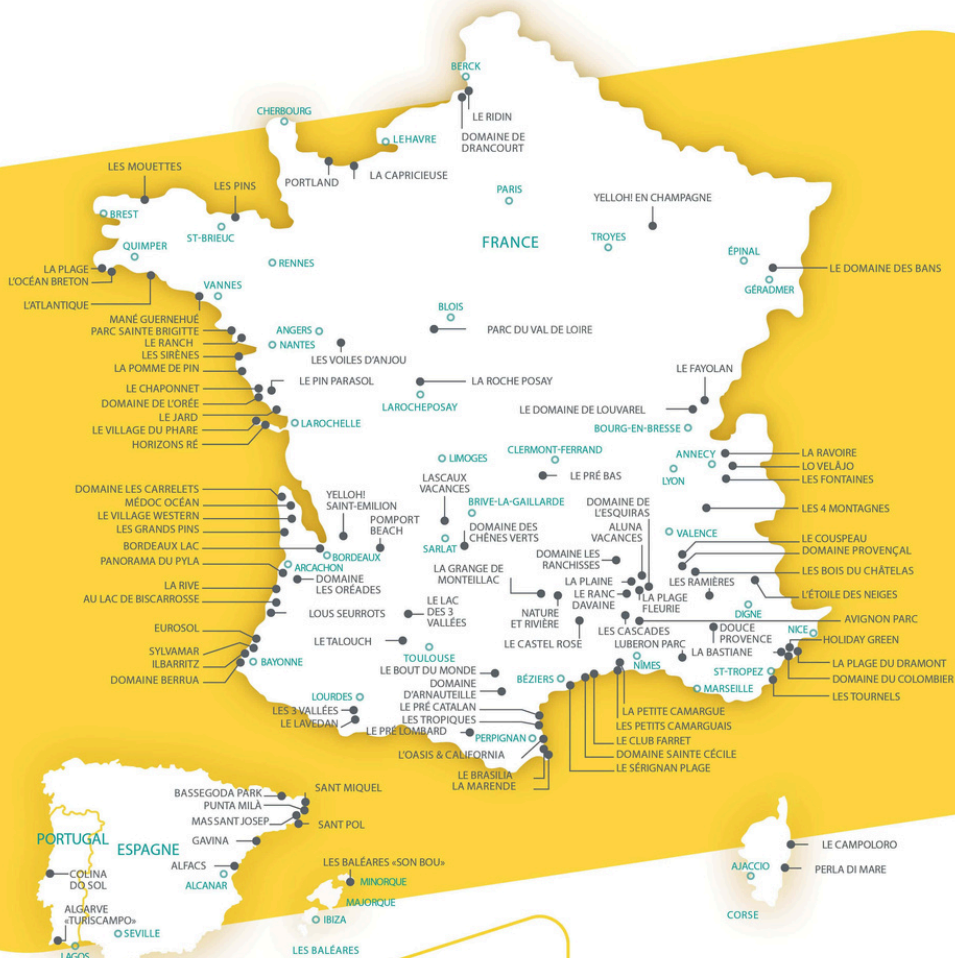 BERCK
LE RIDIN
DOMAINE DE
DRANCOURT
CHERBOURG
LE HAVRE
PORTLAND
LA CAPRICIEUSE
LES MOUETTES
LES PINS
BREST
ST-BRIEUC
QUIMPER
RENNES
PARIS
FRANCE
YELLOH! EN CHAMPAGNE
TROYES
ÉPINAL
GÉRADMER
LE DOMAINE DES BANS
LA PLAGE
L'OCÉAN BRETON
L'ATLANTIQUE
VANNES
MANÉ GUERNEHUÉ
PARC SAINTE BRIGITTE
LE RANCH
LES SIRÈNES
LA POMME DE PIN
LE CHAPONNET
DOMAINE DE L'ORÉE
LE JARD
LE VILLAGE DU PHARE
HORIZONS RÉ
ANGERS
NANTES
LES VOILES D'ANJOU
BLOIS
PARC DU VAL DE LOIRE
LE PIN PARASOL
LA ROCHE POSAY
LAROCHEPOSAY
LAROCHELLE
LE FAYOLAN
LE DOMAINE DE LOUVAREL
BOURG-EN-BRESSE
LIMOGES
CLERMONT-FERRAND
LE PRÉ BAS
ANNECY
LYON
LA RAVOIRE
LO VELÂJO
LES FONTAINES
LES 4 MONTAGNES
DOMAINE LES CARRELETS
MÉDOC OCÉAN
LE VILLAGE WESTERN
LES GRANDS PINS
BORDEAUX LAC
PANORAMA DU PYLA
LA RIVE
AU LAC DE BISCARROSSE
EUROSOL
SYLVAMAR
ILBARRITZ
DOMAINE BERRUA
YELLOH!
SAINT-EMILION
POMPORT
BEACH
LASCAUX
VACANCES
BRIVE-LA-GAILLARDE
DOMAINE DES
CHÊNES VERTS
SARLAT
BORDEAUX
ARCACHON
DOMAINE
LES ORÉADES
LOUS SEURROTS
LE LAC
DES 3
VALLÉES
LE TALOUCH
TOULOUSE
BAYONNE
LOURDES
LES 3 VALLÉES
LE LAVEDAN
LE PRÉ LOMBARD
DOMAINE DE
L'ESQUIRAS
ALUNA
VACANCES
DOMAINE LES
RANCHISSES
LA GRANGE DE
MONTEILLAC
LA PLAINE
LE RANC
DAVAINE
LA PLAGE
FLEURIE
NATURE
ET RIVIÈRE
LE CASTEL ROSE
LES CASCADES
LUBERON PARC
NÎMES
VALENCE
LE COUSPEAU
DOMAINE PROVENÇAL
LES BOIS DU CHÂTELAS
LES RAMIÈRES
L'ÉTOILE DES NEIGES
DIGNE
AVIGNON PARC
DOUCE
PROVENCE
NICE
HOLIDAY GREEN
LA BASTIANE
LA PLAGE DU DRAMONT
DOMAINE DU COLOMBIER
ST-TROPEZ
LES TOURNELS
MARSEILLE
LE BOUT DU MONDE
DOMAINE
D'ARNAUTEILLE
BÉZIERS
LE PRÉ CATALAN
LES TROPIQUES
PERPIGNAN
L'OASIS & CALIFORNIA
LE BRASILIA
LA MARENDE
LA PETITE CAMARGUE
LES PETITS CAMARGUAIS
LE CLUB FARRET
DOMAINE SAINTE CÉCILE
LE SÉRIGNAN PLAGE
BASSEGODA PARK
SANT MIQUEL
PUNTA MILÀ
MAS SANT JOSEP
SANT POL
GAVINA
PORTUGAL
ESPAGNE
ALFACS
ALCANAR
COLINA
DO SOL
ALGARVE
«TURISCAMPO»
SEVILLE
LAGOS
LES BALÉARES «SON BOU»
MINORQUE
MAJORQUE
IBIZA
LES BALÉARES
LE CAMPOLORO
PERLA DI MARE
AJACCIO
CORSE